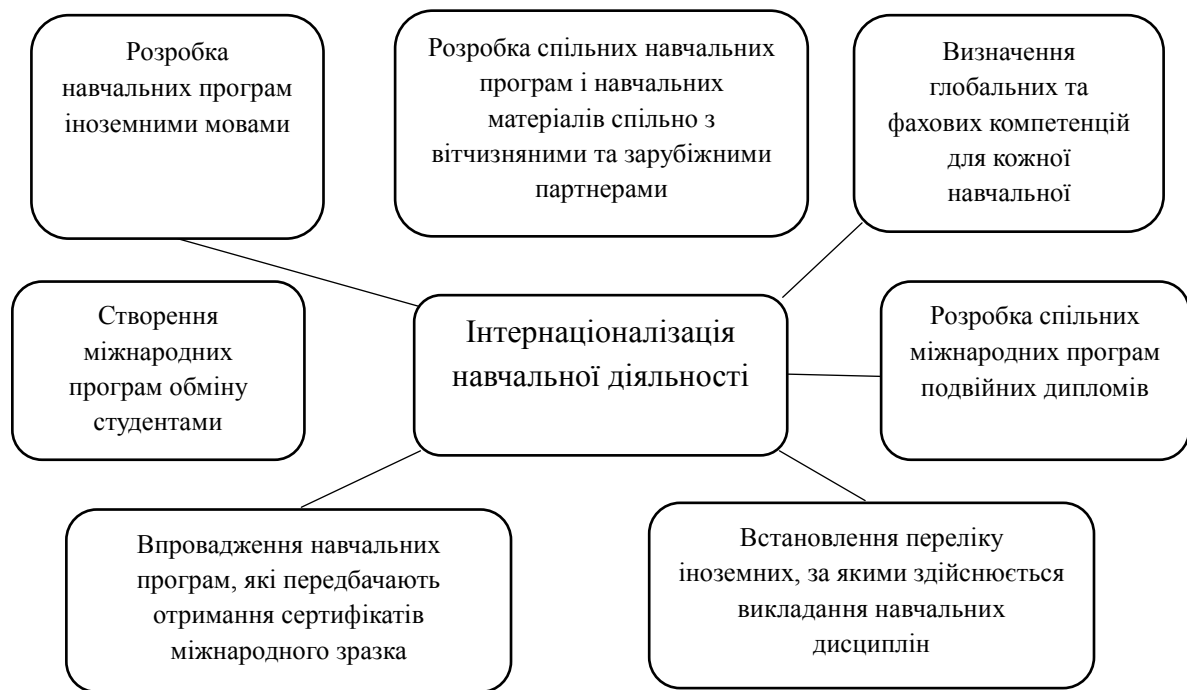 Розробка
навчальних програм
іноземними мовами
Розробка спільних навчальних
програм і навчальних
матеріалів спільно з
вітчизняними та зарубіжними
партнерами
Визначення
глобальних та
фахових компетенцій
для кожної
навчальної
Створення
міжнародних
програм обміну
студентами
Інтернаціоналізація
навчальної діяльності
Розробка спільних
міжнародних програм
подвійних дипломів
Впровадження навчальних
програм, які передбачають
отримання сертифікатів
міжнародного зразка
Встановлення переліку
іноземних, за якими здійснюється
викладання навчальних
дисциплін